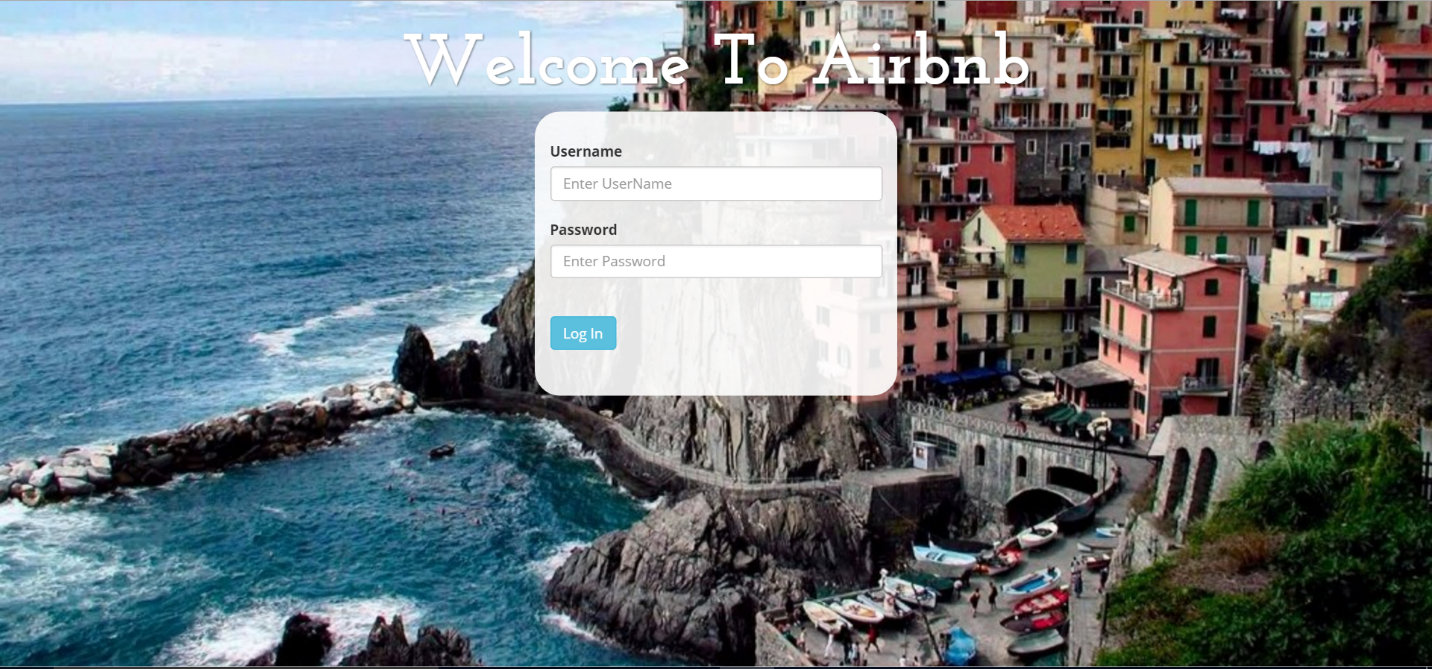 Welcome To Airbnb
Username
Enter UserName
Password
Enter Password
Log In